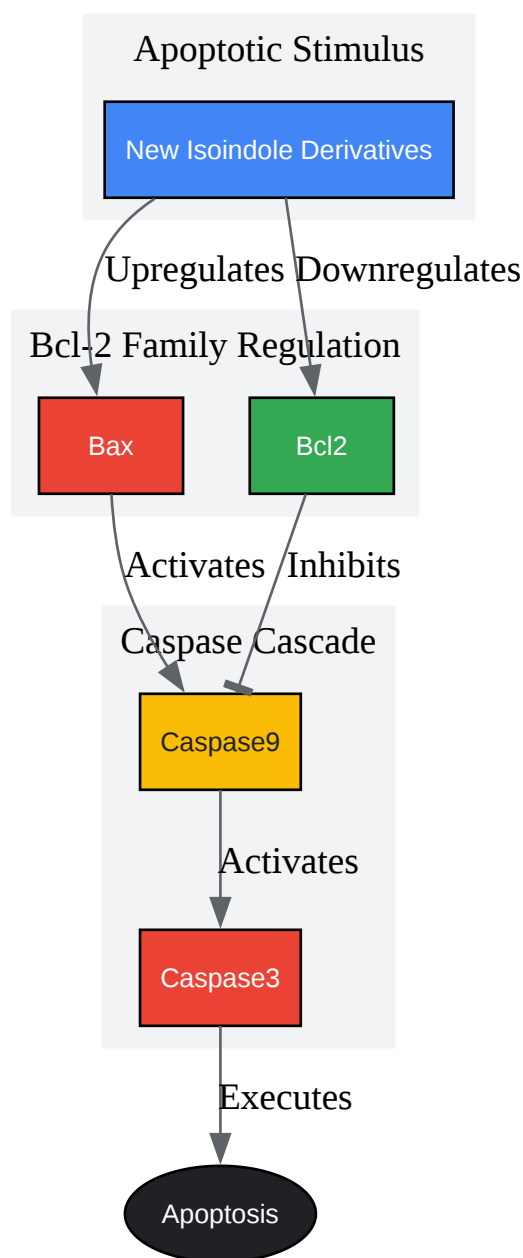 Apoptotic Stimulus
New Isoindole Derivatives
Upregulates
Downregulates
Bcl-2 Family Regulation
Bax
Bcl2
Activates
Inhibits
Caspase Cascade
Caspase9
Activates
Caspase3
Executes
Apoptosis